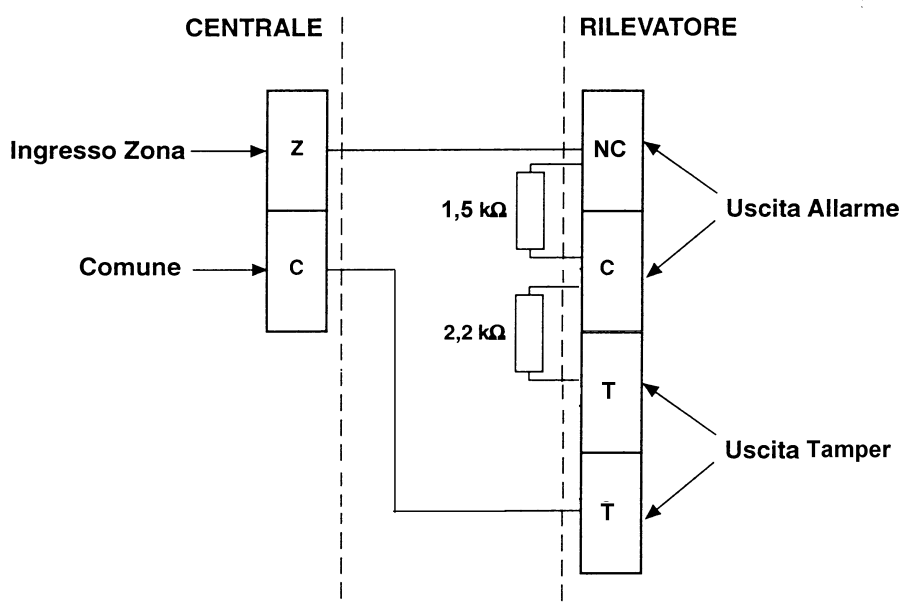 CENTRALE
RILEVATORE
Ingresso Zona
Z
NC
1,5 kΩ
Uscita Allarme
Comune
C
C
2,2 kΩ
T
Uscita Tamper
T